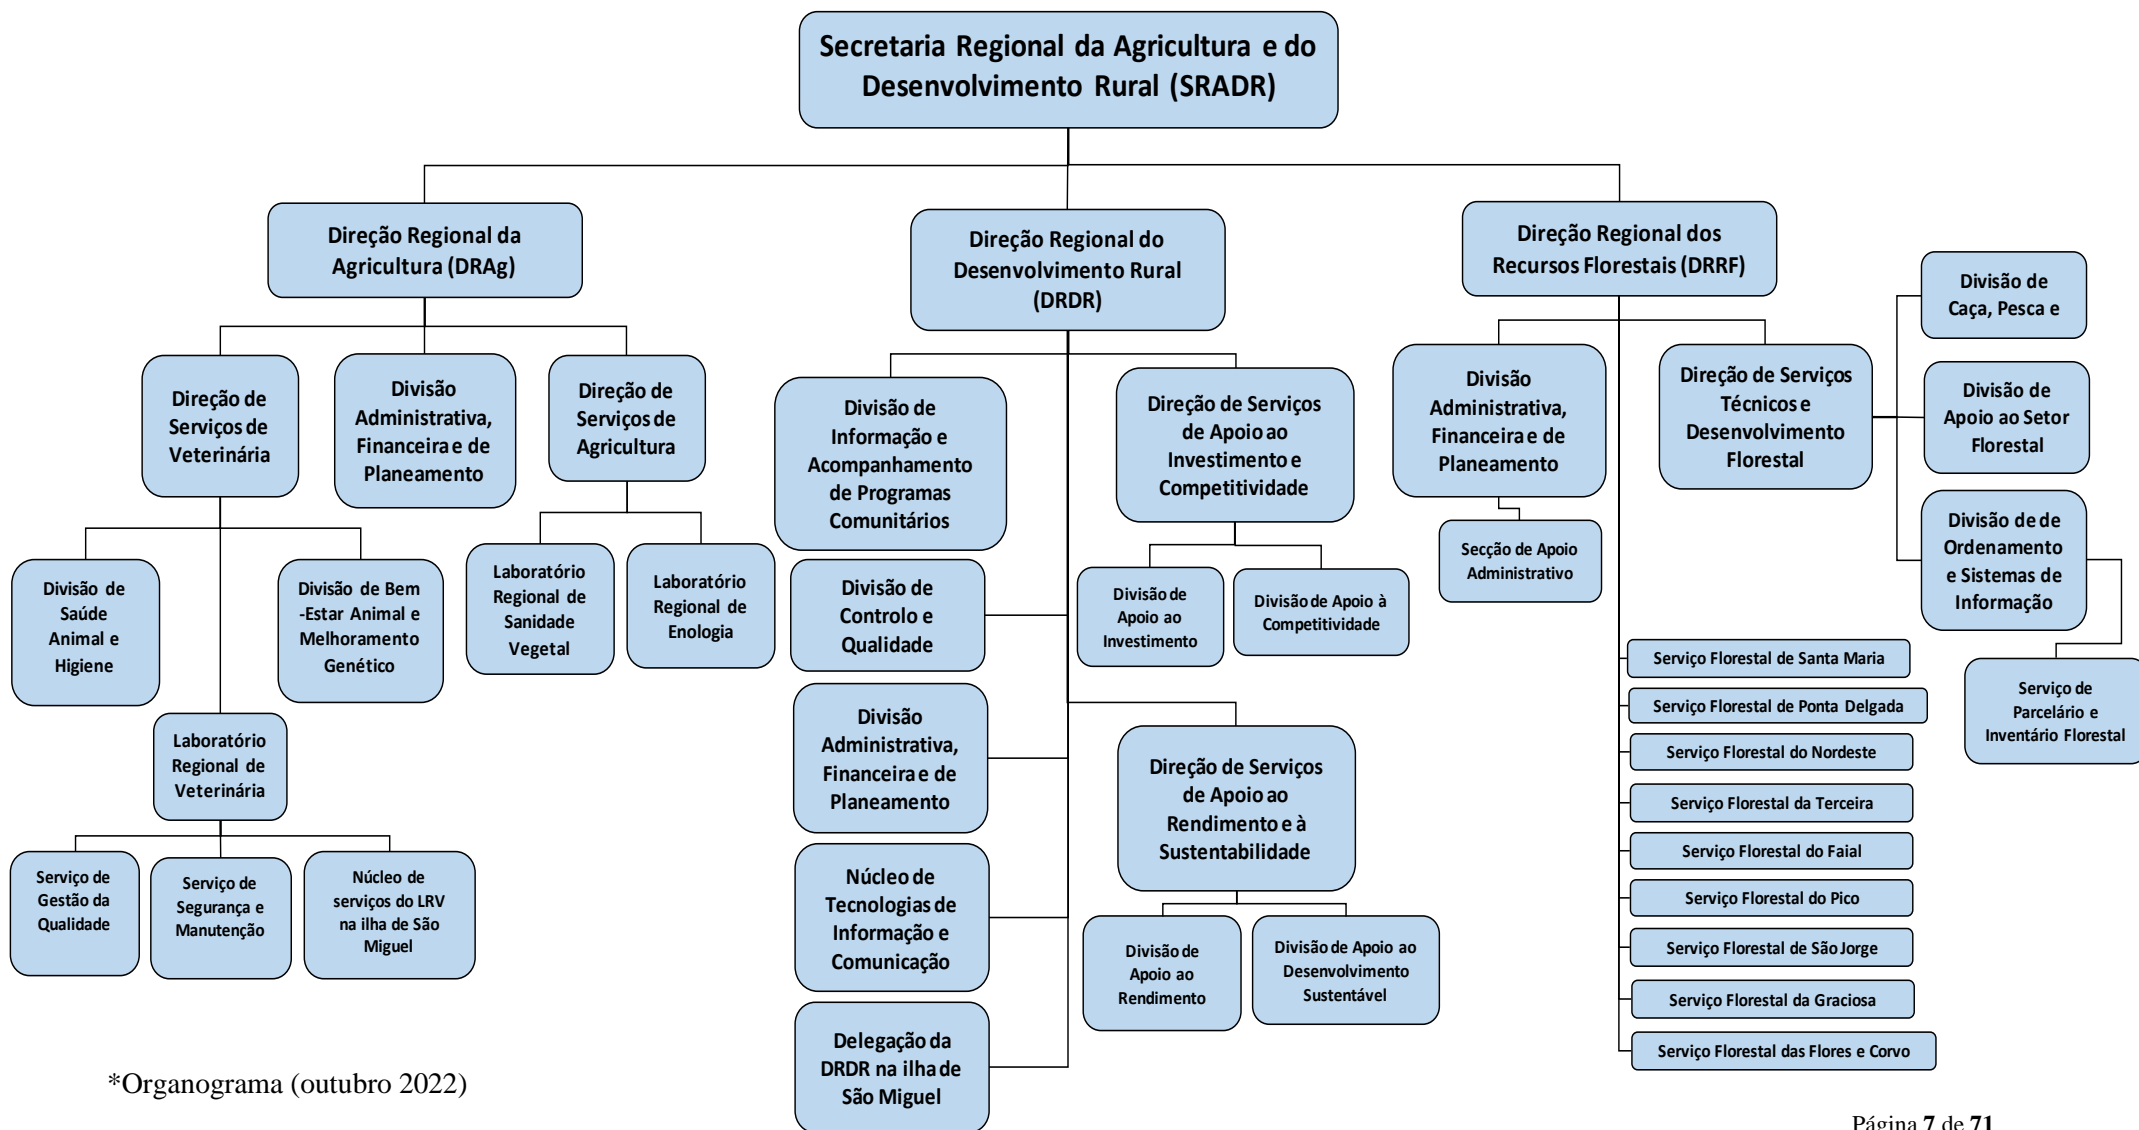 Secretaria Regional da Agricultura e do
Desenvolvimento Rural (SRADR)
Direção Regional da
Agricultura (DRAg)
Direção Regional do
Desenvolvimento Rural
(DRDR)
Direção Regional dos
Recursos Florestais (DRRF)
Direção de
Serviços de
Veterinária
Divisão
Administrativa,
Financeira e de
Planeamento
Direção de
Serviços de
Agricultura
Divisão de
Saúde
Animal e
Higiene
Divisão de Bem
-Estar Animal e
Melhoramento
Genético
Laboratório
Regional de
Sanidade
Vegetal
Laboratório
Regional de
Enologia
Laboratório
Regional de
Veterinária
Serviço de
Gestão da
Qualidade
Serviço de
Segurança e
Manutenção
Núcleo de
serviços do LRV
na ilha de São
Miguel
Divisão de
Informação e
Acompanhamento
de Programas
Comunitários
Direção de Serviços
de Apoio ao
Investimento e
Competitividade
Divisão de
Apoio ao
Investimento
Divisão de Apoio à
Competitividade
Divisão de
Controlo e
Qualidade
Divisão
Administrativa,
Financeira e de
Planeamento
Direção de Serviços
de Apoio ao
Rendimento e à
Sustentabilidade
Núcleo de
Tecnologias de
Informação e
Comunicação
Divisão de
Apoio ao
Rendimento
Divisão de Apoio ao
Desenvolvimento
Sustentável
Delegação da
DRDR na ilha de
São Miguel
Divisão
Administrativa,
Financeira e de
Planeamento
Secção de Apoio
Administrativo
Direção de Serviços
Técnicos e
Desenvolvimento
Florestal
Divisão de
Caça, Pesca e
Divisão de
Apoio ao Setor
Florestal
Divisão de de
Ordenamento
e Sistemas de
Informação
Serviço de
Parcelário e
Inventário Florestal
Serviço Florestal de Santa Maria
Serviço Florestal de Ponta Delgada
Serviço Florestal do Nordeste
Serviço Florestal da Terceira
Serviço Florestal do Faial
Serviço Florestal do Pico
Serviço Florestal de São Jorge
Serviço Florestal da Graciosa
Serviço Florestal das Flores e Corvo
*Organograma (outubro 2022)
Página 7 de 71